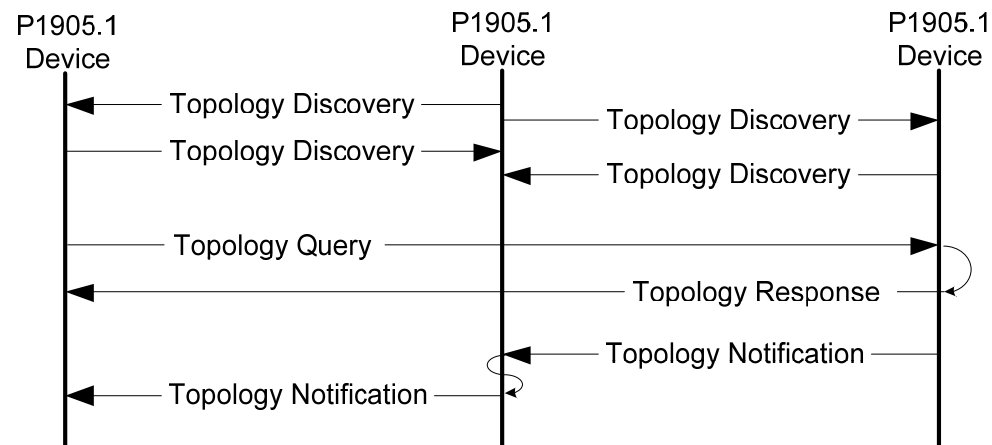 P1905.1
Device
P1905.1
Device
P1905.1
Device
Topology Discovery
Topology Discovery
Topology Discovery
Topology Discovery
Topology Query
Topology Response
Topology Notification
Topology Notification